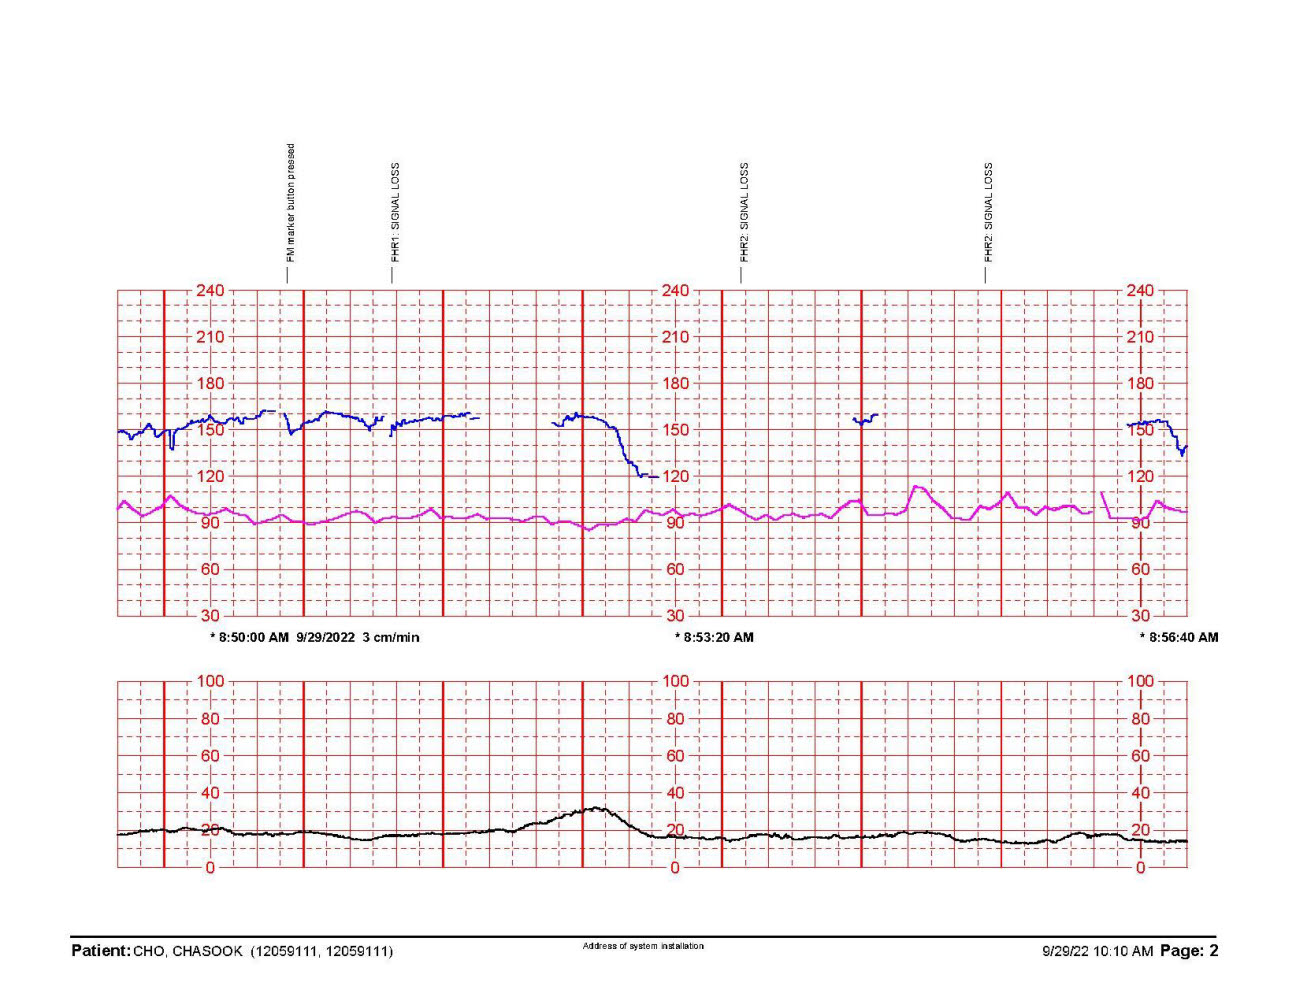 FM marker button pressed
FHR1: SIGNAL LOSS
FHR2: SIGNAL LOSS
FHR2: SIGNAL LOSS
240 240 240
210 210 210
180 180 180
150 150 150
120 120 120
90 90 90
60 60 60
30 30 30
* 8:50:00 AM 9/29/2022 3 cm/min * 8:53:20 AM * 8:56:40 AM
100 100 100
80 80 80
60 60 60
40 40 40
20 20 20
0 0 0
Patient: CHO, CHASOOK (12059111, 12059111) Address of system installation 9/29/22 10:10 AM Page: 2